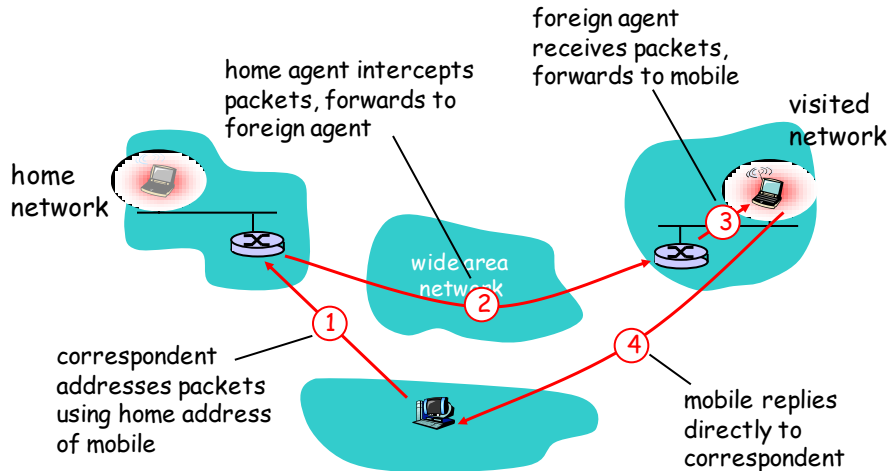 foreign agent
receives packets,
forwards to mobile
home agent intercepts
packets, forwards to
foreign agent
visited
network
home
network
3
wide area
network
2
1
4
correspondent
addresses packets
using home address
of mobile
mobile replies
directly to
correspondent